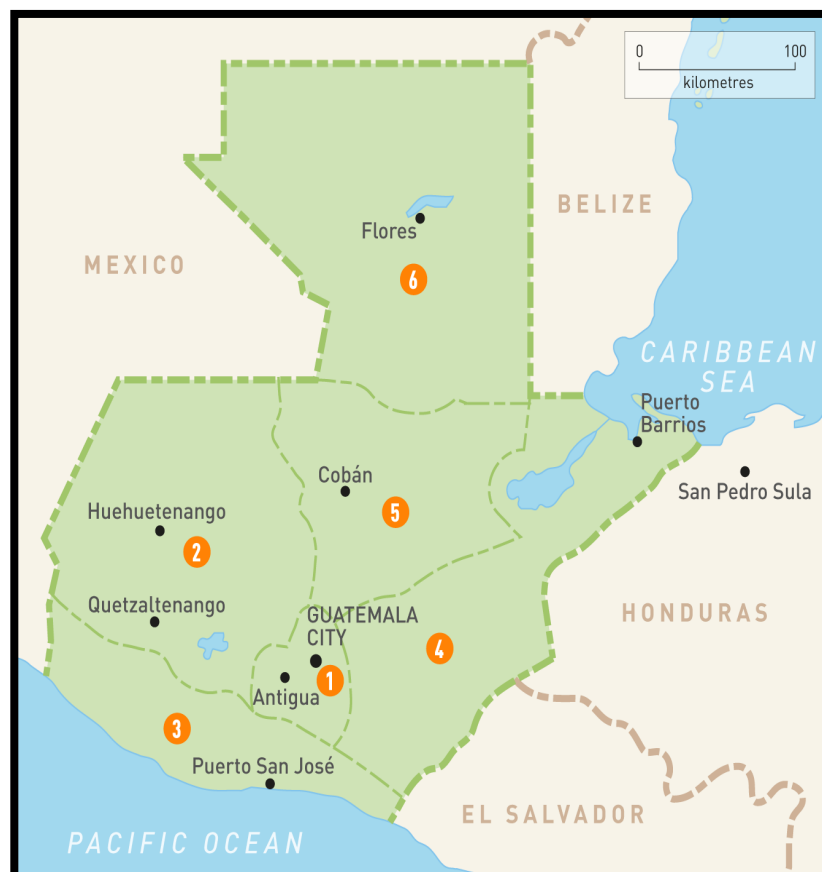 0 100
kilometres
BELIZE
Flores
MEXICO
6
CARIBBEAN
SEA
Puerto
Barrios
Cobán
San Pedro Sula
Huehuetenango
5
2
Quetzaltenango
GUATEMALA
CITY
HONDURAS
4
1
Antigua
3
Puerto San José
EL SALVADOR
PACIFIC OCEAN